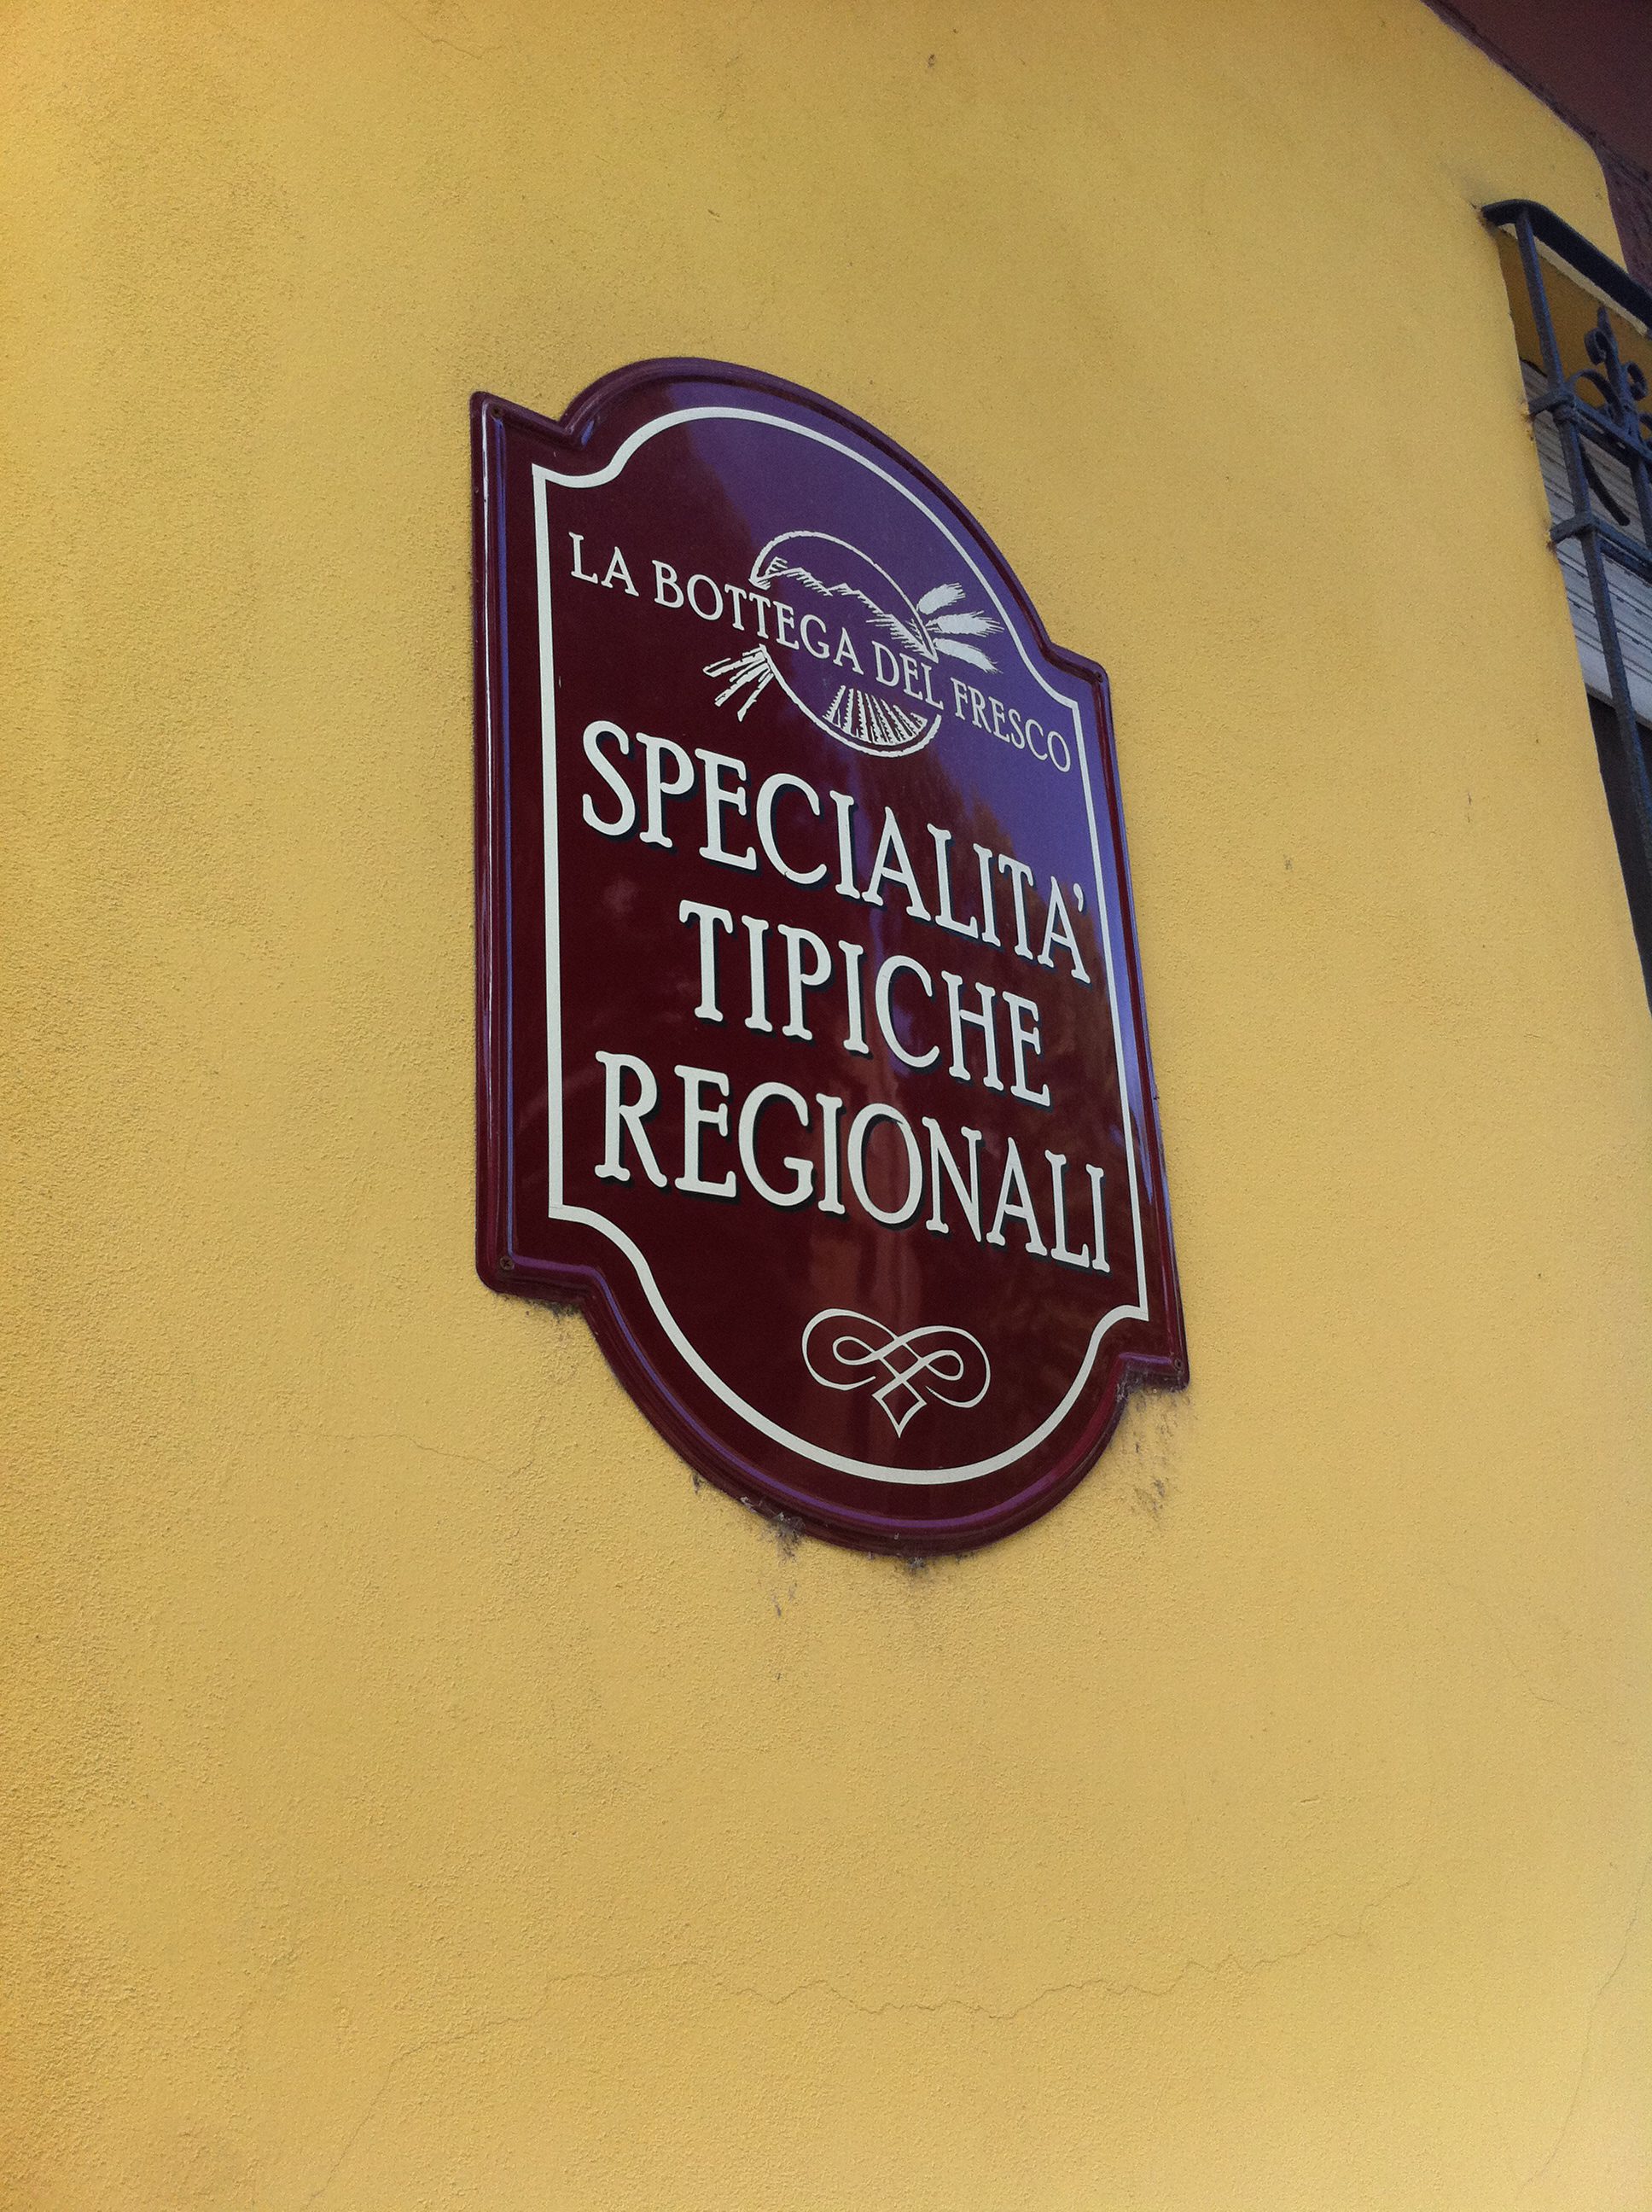 LA BOTTEGA DEL FRESCO
SPECIALITA'
TIPICHE
REGIONALI